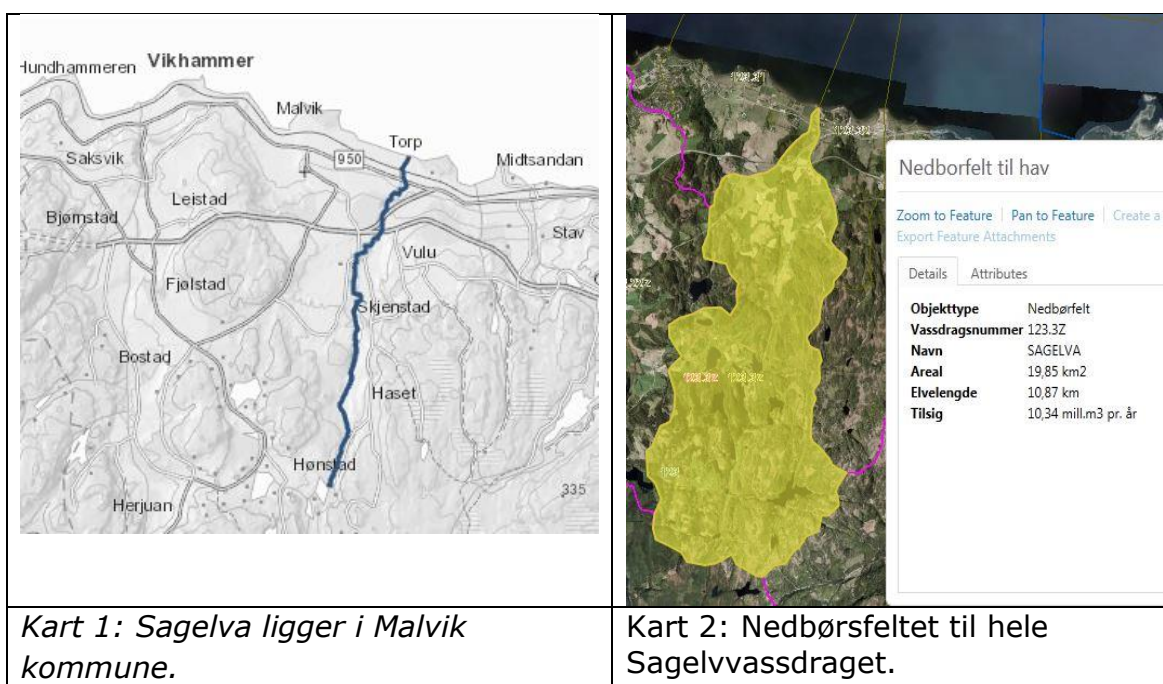 Hundhammeren
Vikhammer
Malvik
Torp
950
Midtsandan
Saksvik
Leistad
Bjørnstad
Stav
Vulu
Fjølstad
Skjenstad
Bostad
Haset
Hønstad
335
Herjuan
Nedborfelt til hav
Zoom to Feature | Pan to Feature | Create a
Export Feature Attachments
Details Attributes
Objekttype Nedbørfelt
Vassdragsnummer 123.3Z
Navn SAGELVA
Areal 19,85 km2
Elvelengde 10,87 km
Tilsig 10,34 mill.m3 pr. år
Kart 1: Sagelva ligger i Malvik
kommune.
Kart 2: Nedbørsfeltet til hele
Sagelvvassdraget.